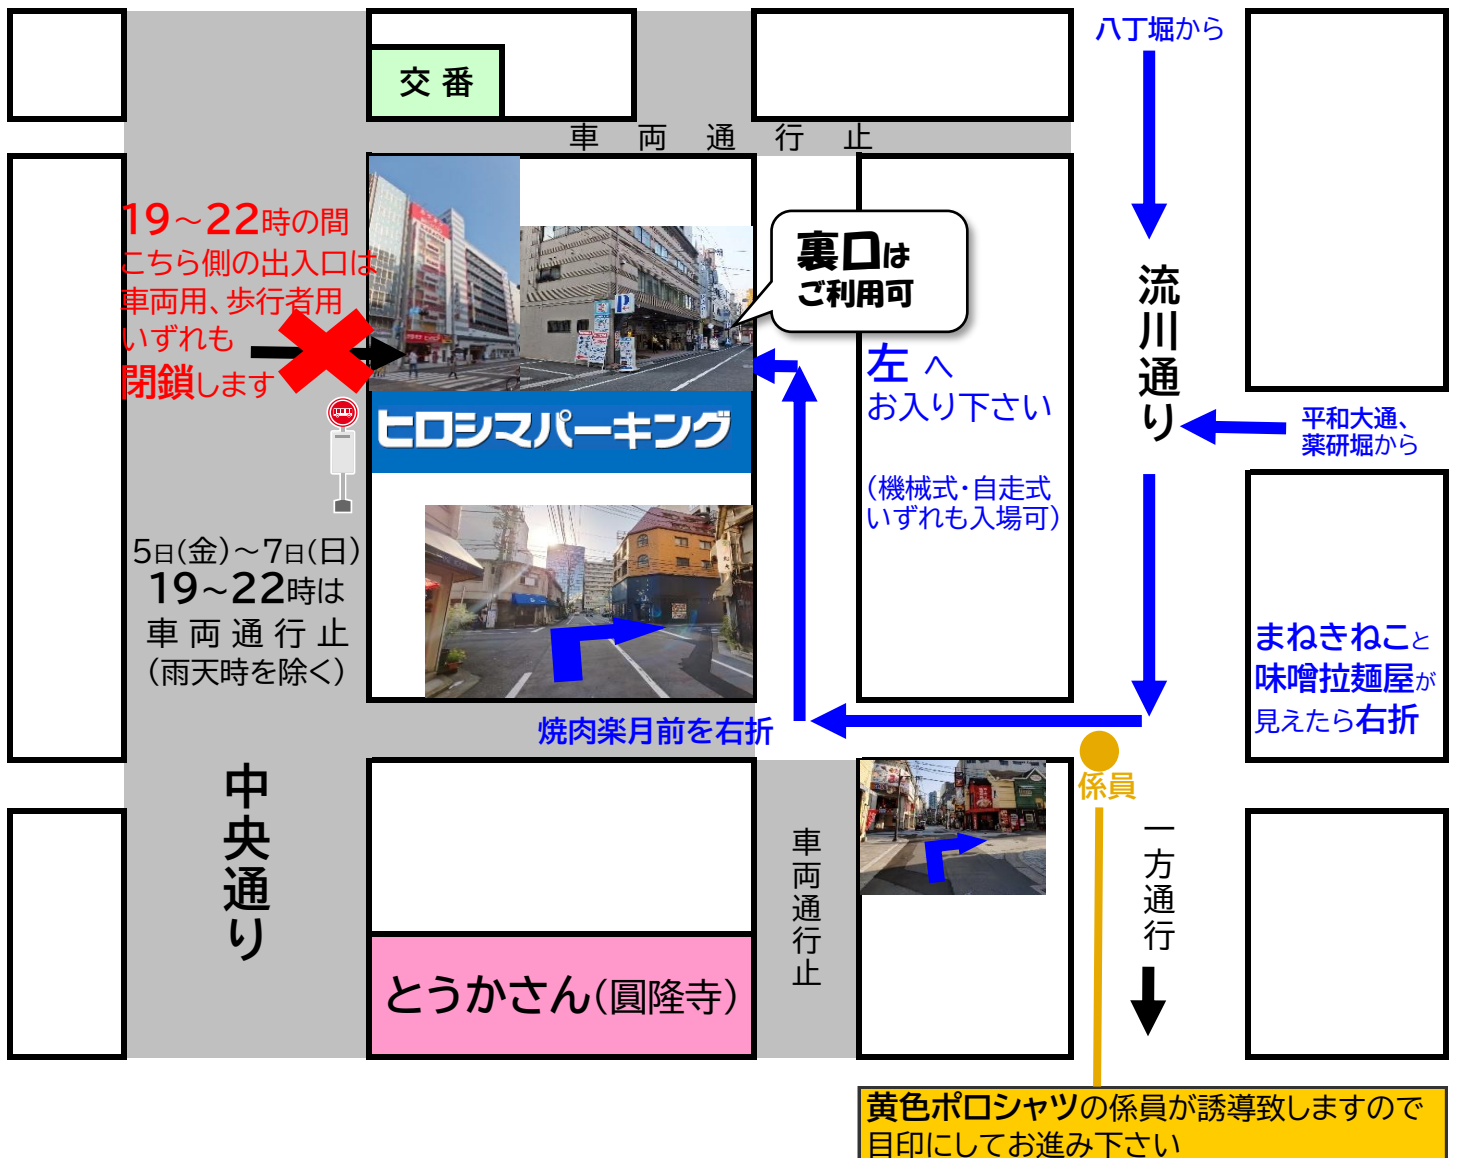 八丁堀から
交番
車両通行止
19～22時の間
こちら側の出入口は
車両用、歩行者用
いずれも
閉鎖します
裏口は
ご利用可
流川通り
左 へ
お入り下さい
（機械式・自走式
いずれも入場可）
平和大通、
薬研堀から
ヒロシマパーキング
5日(金)～7日(日)
19～22時は
車両通行止
（雨天時を除く）
まねきねこと
味噌拉麺屋が
見えたら右折
焼肉楽月前を右折
係員
中央通り
車両通行止
一方通行
とうかさん（圓隆寺）
黄色ポロシャツの係員が誘導致しますので
目印にしてお進み下さい